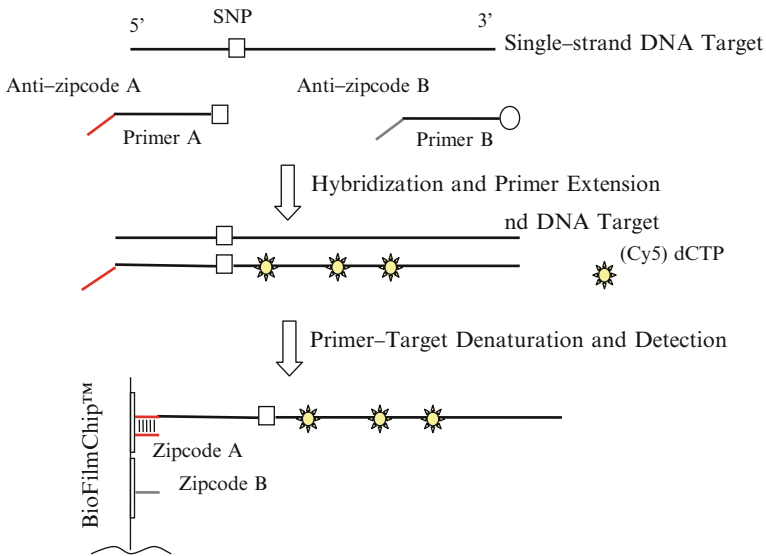 5’
SNP
3’
Single–strand DNA Target
Anti–zipcode A
Anti–zipcode B
Primer A
Primer B
Hybridization and Primer Extension
nd DNA Target
(Cy5) dCTP
Primer–Target Denaturation and Detection
BioFilmChip™
Zipcode A
Zipcode B